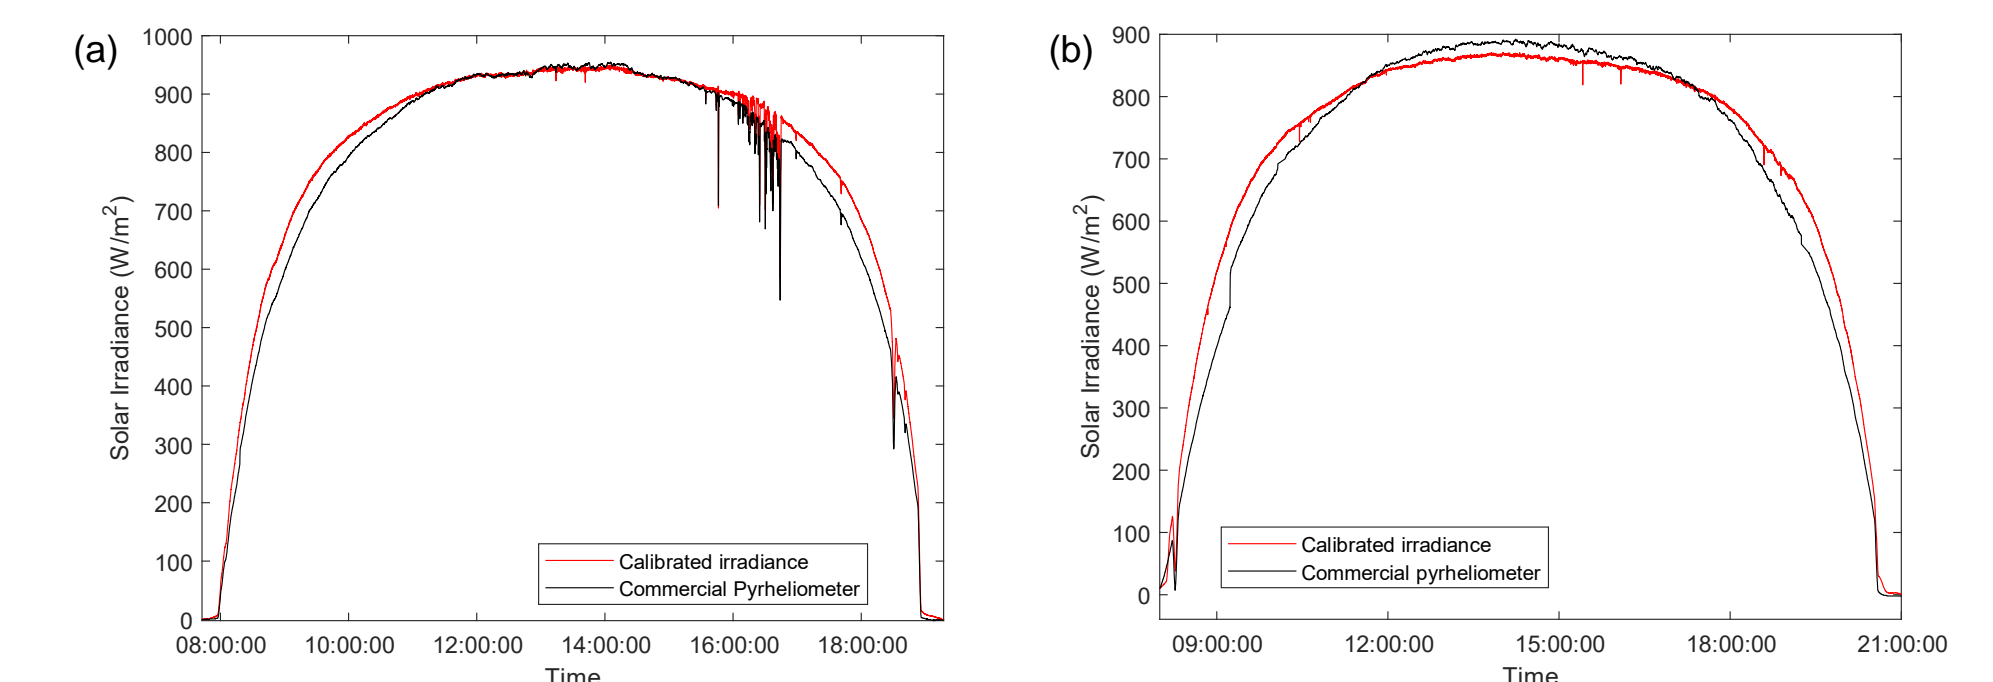 (a)
Solar Irradiance (W/m2)
1000
900
800
700
600
500
400
300
200
100
0
08:00:00 10:00:00 12:00:00 14:00:00 16:00:00 18:00:00
Time
Calibrated irradiance
Commercial Pyrheliometer
(b)
Solar Irradiance (W/m2)
900
800
700
600
500
400
300
200
100
0
09:00:00 12:00:00 15:00:00 18:00:00 21:00:00
Time
Calibrated irradiance
Commercial pyrheliometer